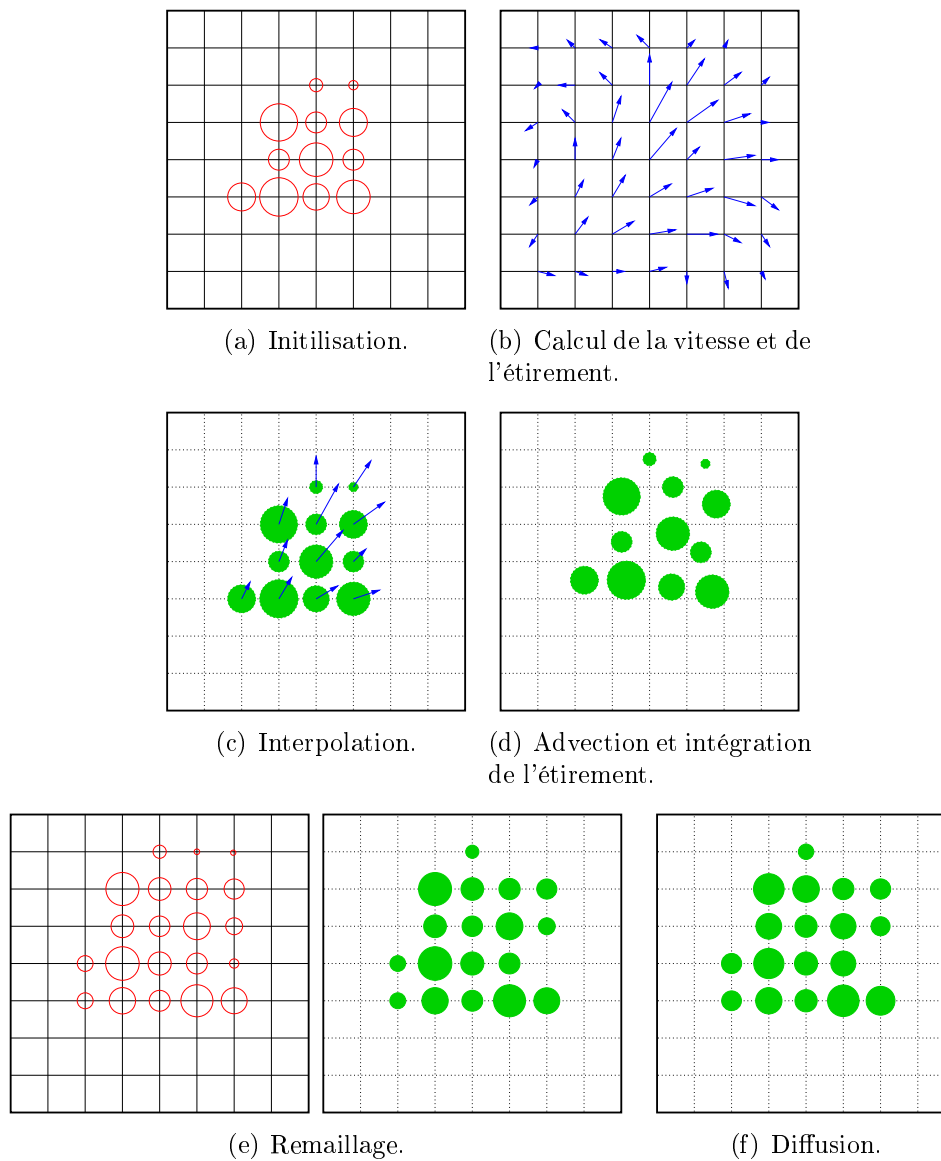 (a) Initilisation.
(b) Calcul de la vitesse et de
l'étirement.
(c) Interpolation.
(d) Advection et intégration
de l'étirement.
(e) Remaillage.
(f) Diffusion.